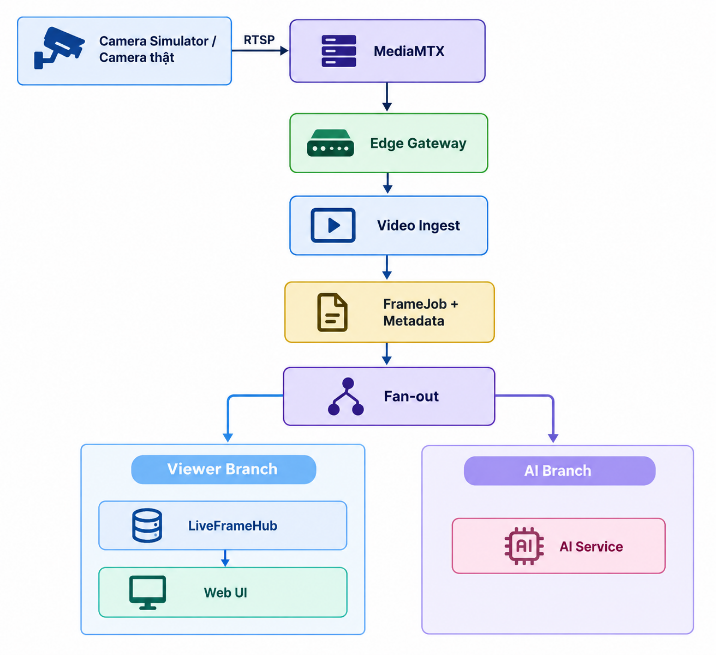 Camera Simulator /
Camera thật
RTSP
MediaMTX
Edge Gateway
Video Ingest
FrameJob +
Metadata
Fan-out
Viewer Branch
LiveFrameHub
Web UI
AI Branch
AI
AI Service